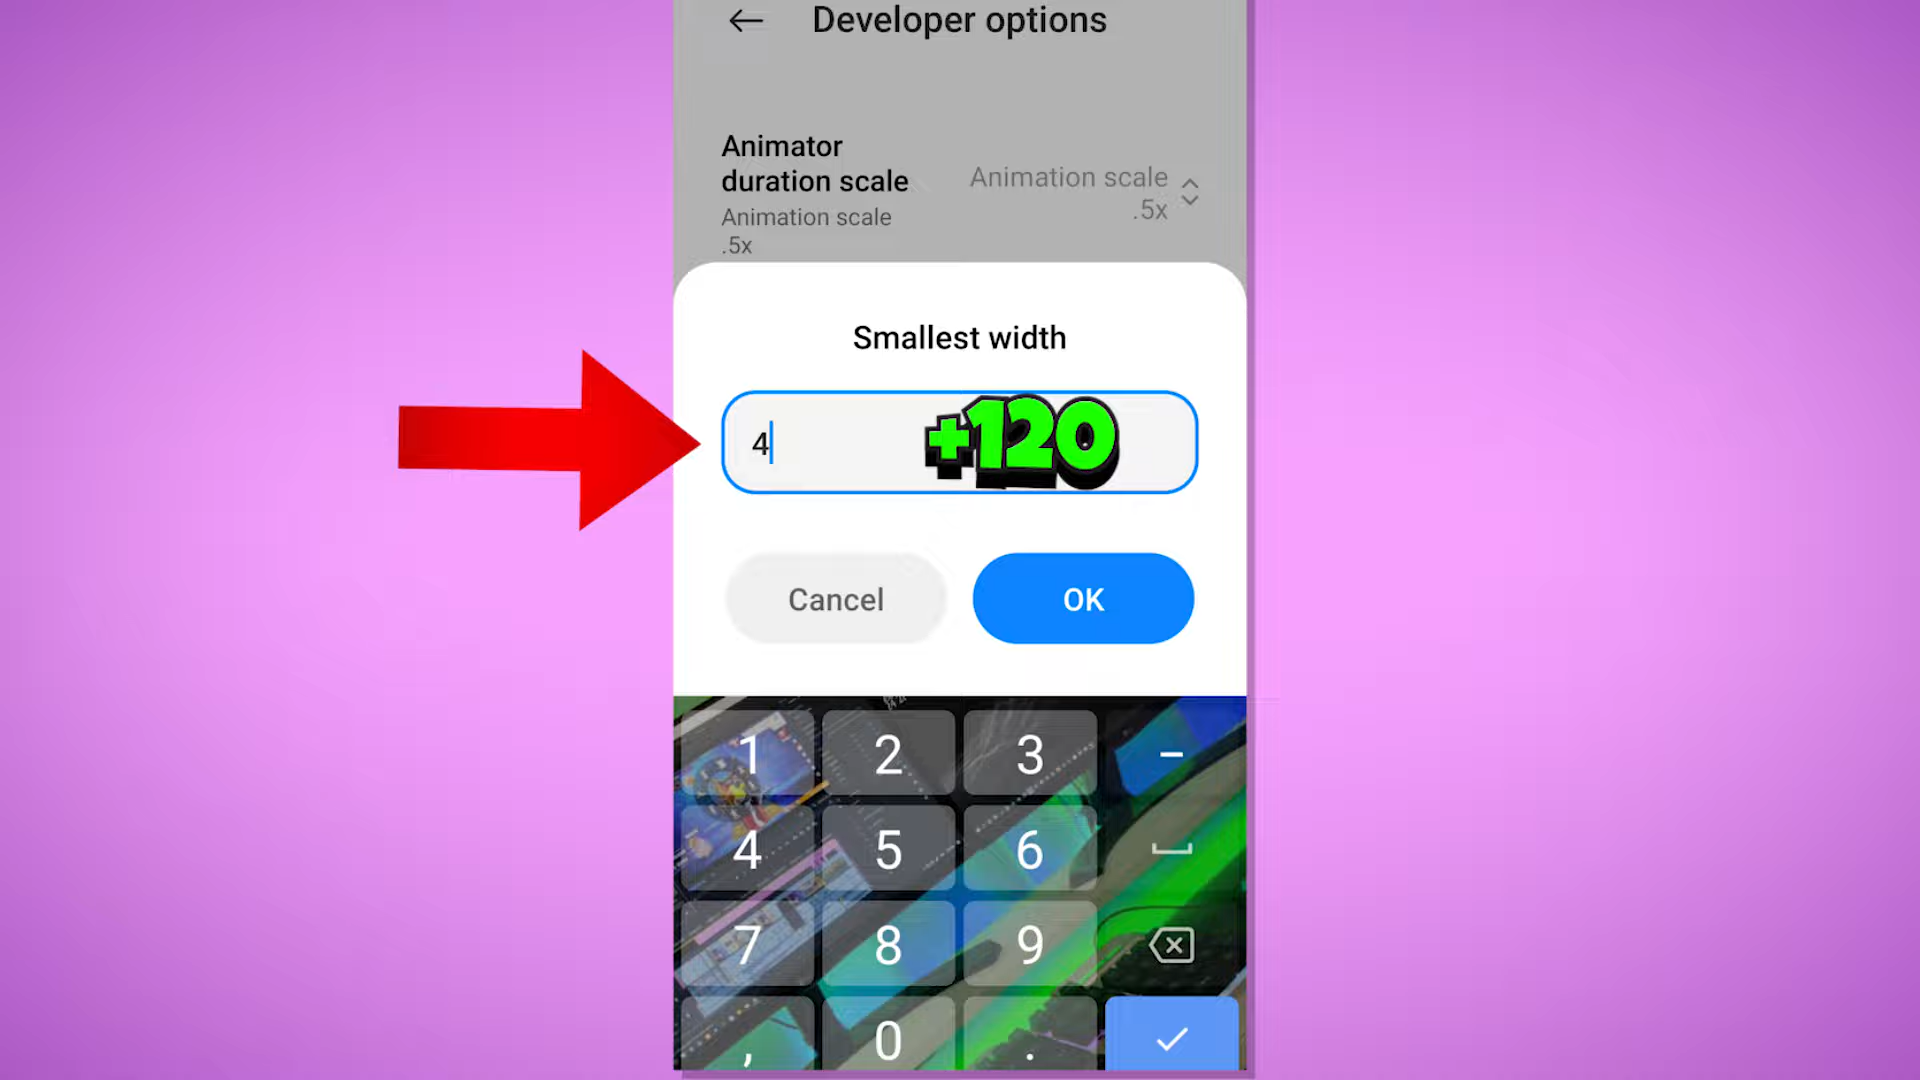 Developer options
Animator
duration scale
Animation scale
.5x
Animation scale
.5x
Smallest width
4
+120
Cancel
OK
1 2 3 -
4 5 6
7 8 9
, 0 .